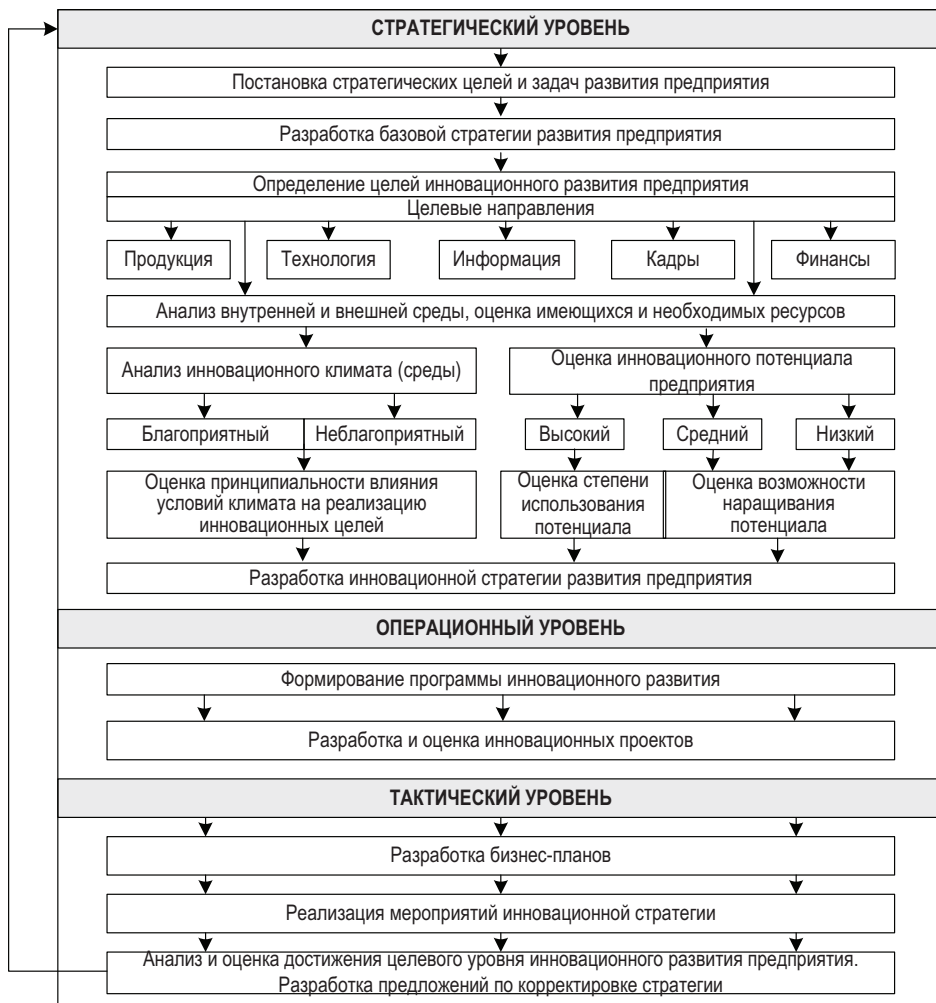 СТРАТЕГИЧЕСКИЙ УРОВЕНЬ
Постановка стратегических целей и задач развития предприятия
Разработка базовой стратегии развития предприятия
Определение целей инновационного развития предприятия
Целевые направления
Продукция
Технология
Информация
Кадры
Финансы
Анализ внутренней и внешней среды, оценка имеющихся и необходимых ресурсов
Анализ инновационного климата (среды)
Оценка инновационного потенциала
предприятия
Благоприятный
Неблагоприятный
Высокий
Средний
Низкий
Оценка принципиальности влияния
условий климата на реализацию
инновационных целей
Оценка степени
использования
потенциала
Оценка возможности
наращивания
потенциала
Разработка инновационной стратегии развития предприятия
ОПЕРАЦИОННЫЙ УРОВЕНЬ
Формирование программы инновационного развития
Разработка и оценка инновационных проектов
ТАКТИЧЕСКИЙ УРОВЕНЬ
Разработка бизнес-планов
Реализация мероприятий инновационной стратегии
Анализ и оценка достижения целевого уровня инновационного развития предприятия.
Разработка предложений по корректировке стратегии